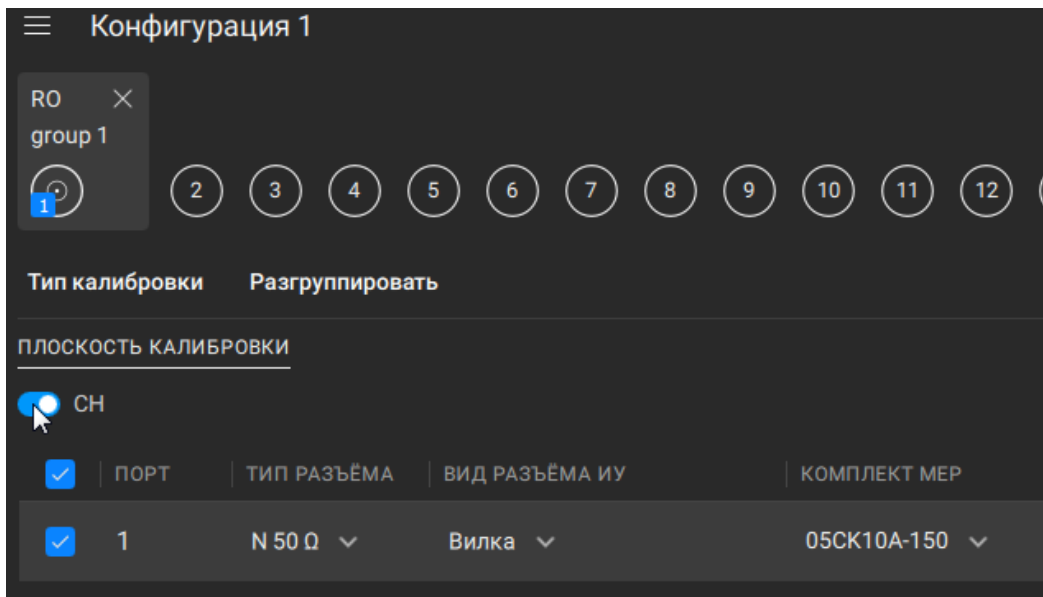 Конфигурация 1
RO
group 1
1 2 3 4 5 6 7 8 9 10 11 12
Тип калибровки Разгруппировать
ПЛОСКОСТЬ КАЛИБРОВКИ
СН
ПОРТ ТИП РАЗЪЁМА ВИД РАЗЪЁМА ИУ КОМПЛЕКТ МЕР
1 N 50 Ω Вилка 05CK10A-150